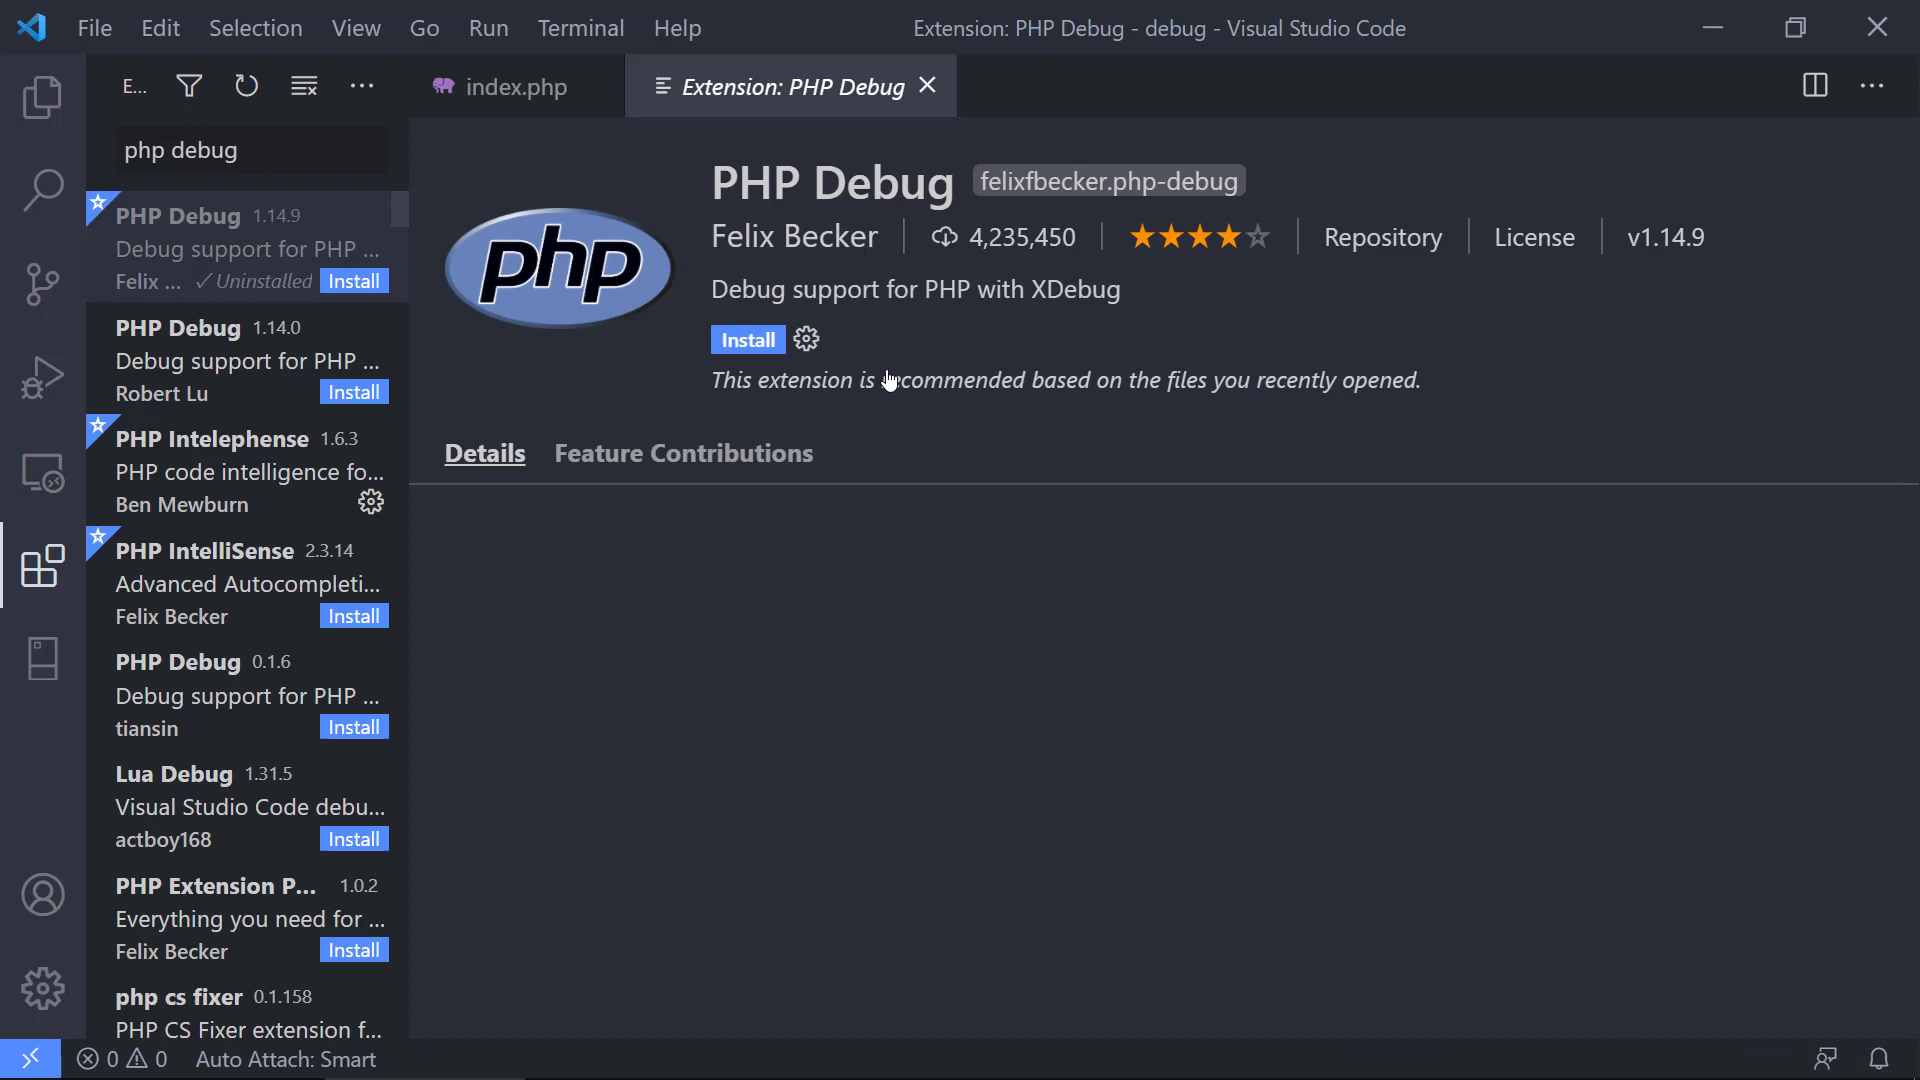 File Edit Selection View Go Run Terminal Help
Extension: PHP Debug - debug - Visual Studio Code
E...
index.php
Extension: PHP Debug
php debug
PHP Debug 1.14.9
Debug support for PHP ...
Felix ... ✓Uninstalled Install
PHP Debug 1.14.0
Debug support for PHP ...
Robert Lu Install
PHP Intelephense 1.6.3
PHP code intelligence fo...
Ben Mewburn
PHP IntelliSense 2.3.14
Advanced Autocompleti...
Felix Becker Install
PHP Debug 0.1.6
Debug support for PHP ...
tiansin Install
Lua Debug 1.31.5
Visual Studio Code debu...
actboy168 Install
PHP Extension P... 1.0.2
Everything you need for ...
Felix Becker Install
php cs fixer 0.1.158
PHP CS Fixer extension f...
php
PHP Debug felixfbecker.php-debug
Felix Becker 4,235,450 Repository License v1.14.9
Debug support for PHP with XDebug
Install
This extension is recommended based on the files you recently opened.
Details Feature Contributions
0 0 Auto Attach: Smart